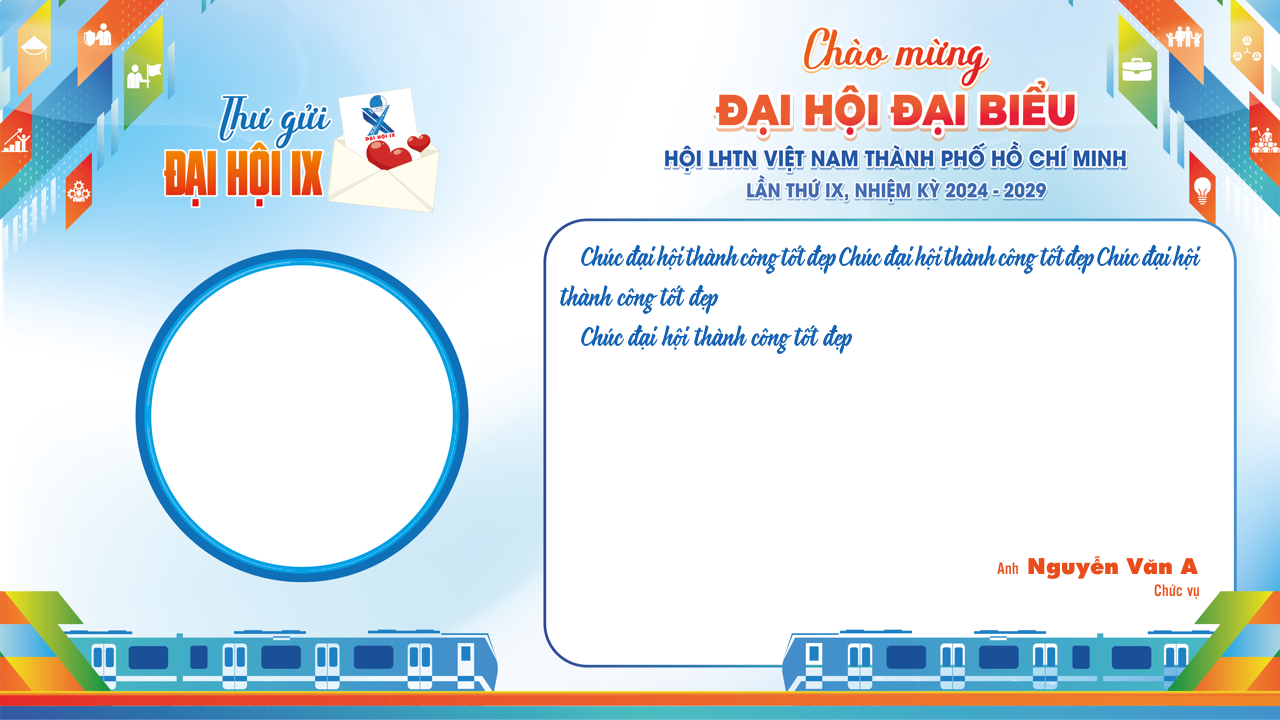 Thư gửi
ĐẠI HỘI IX
ĐẠI HỘI IX
Chào mừng
ĐẠI HỘI ĐẠI BIỂU
HỘI LHTN VIỆT NAM THÀNH PHỐ HỒ CHÍ MINH
LẦN THỨ IX, NHIỆM KỲ 2024 - 2029
Chúc đại hội thành công tốt đẹp Chúc đại hội thành công tốt đẹp Chúc đại hội
thành công tốt đẹp
Chúc đại hội thành công tốt đẹp
Anh Nguyễn Văn A
Chức vụ